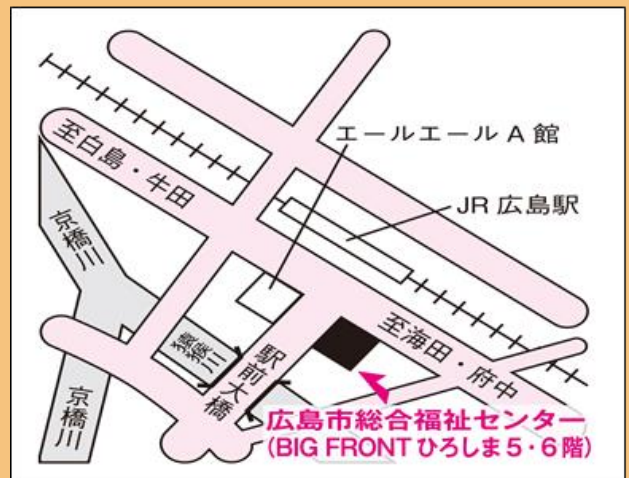 エールエール A 館
至白島・牛田
JR 広島駅
京橋川
猿猴川
駅前大橋
至海田・府中
京橋川
広島市総合福祉センター
(BIG FRONT ひろしま 5・6 階)